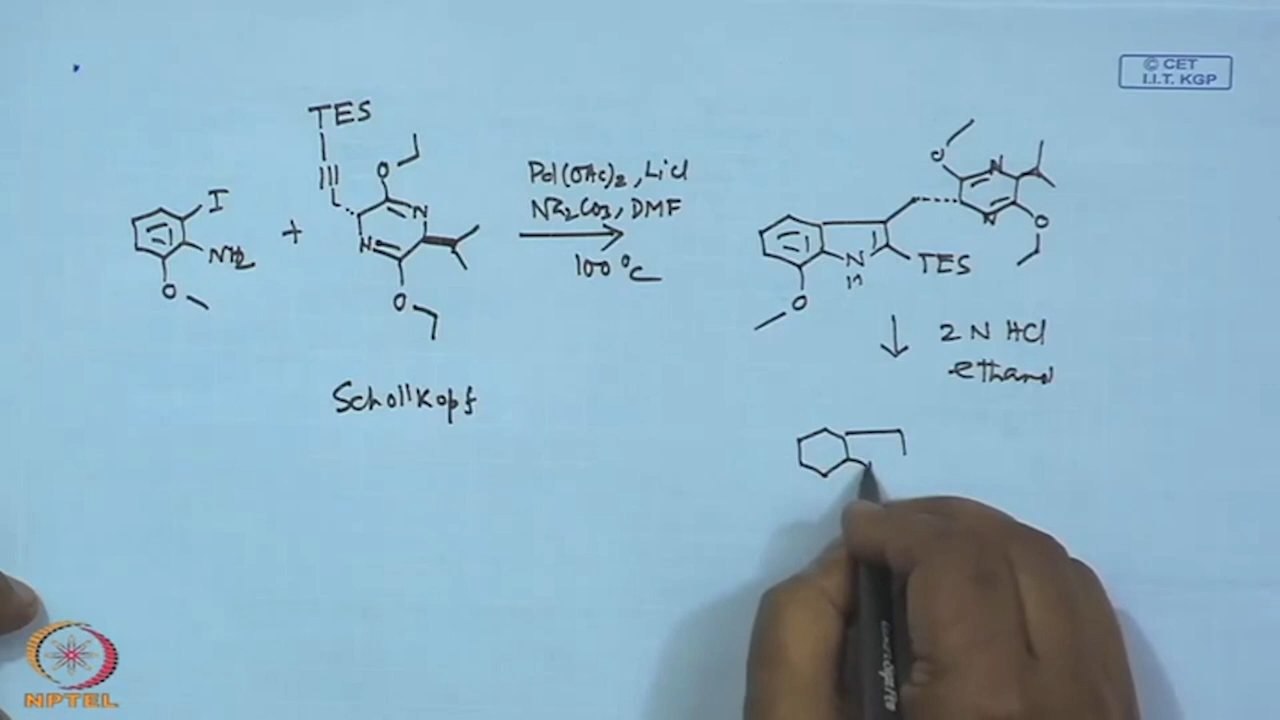 © CET
I.I.T. KGP
TES
O
N
N
O
I
NH2
O
+
Pd(OAc)2, LiCl
Na2CO3, DMF
100°C
O
N
N
O
N
H
TES
O
2 N HCl
ethanol
Schollkopf
NPTEL